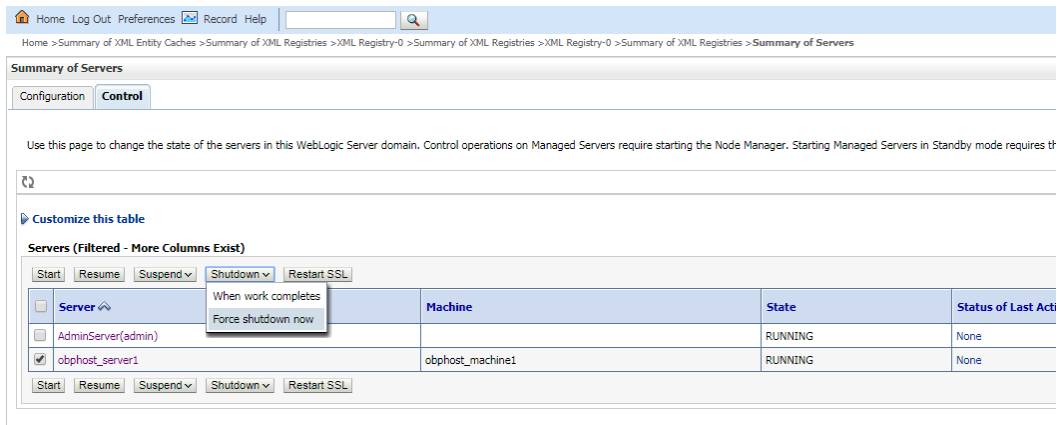 Home Log Out Preferences Record Help
Home >Summary of XML Entity Caches >Summary of XML Registries >XML Registry-0 >Summary of XML Registries >XML Registry-0 >Summary of XML Registries >Summary of Servers
Summary of Servers
Configuration Control
Use this page to change the state of the servers in this WebLogic Server domain. Control operations on Managed Servers require starting the Node Manager. Starting Managed Servers in Standby mode requires th
Customize this table
Servers (Filtered - More Columns Exist)
Start Resume Suspend Shutdown Restart SSL
When work completes
Force shutdown now
Server Machine State Status of Last Acti
AdminServer(admin) RUNNING None
obphost_server1 obphost_machine1 RUNNING None
Start Resume Suspend Shutdown Restart SSL